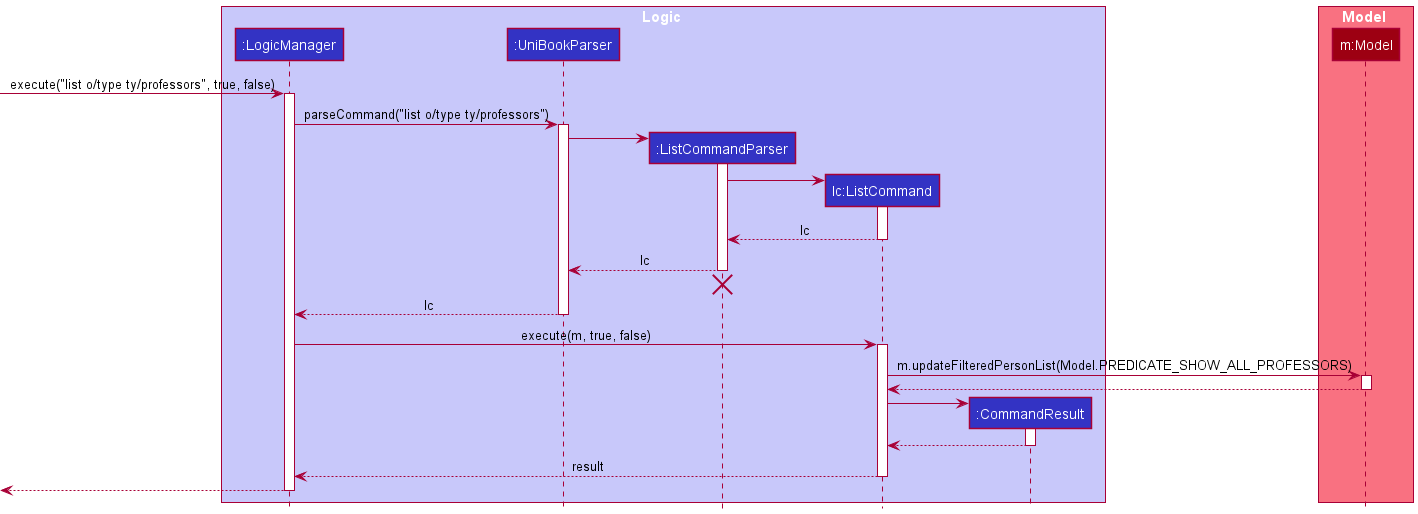 Logic
Model
:LogicManager
:UniBookParser
m:Model
execute("list o/type ty/professors", true, false)
parseCommand("list o/type ty/professors")
:ListCommandParser
lc:ListCommand
lc
lc
lc
execute(m, true, false)
m.updateFilteredPersonList(Model.PREDICATE_SHOW_ALL_PROFESSORS)
:CommandResult
result